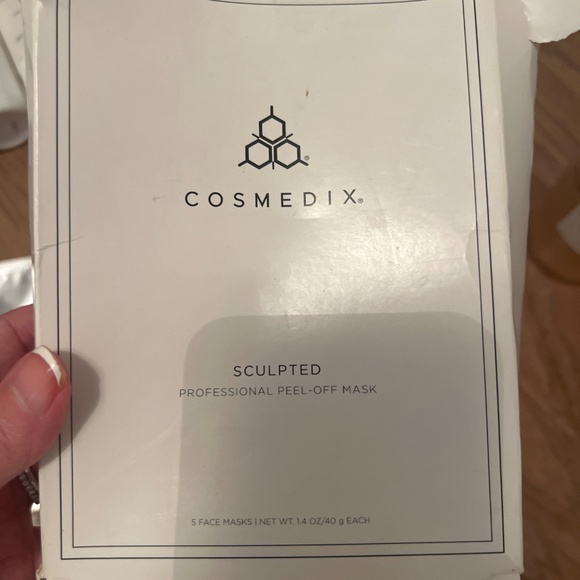 COSMEDIX®
SCULPTED
PROFESSIONAL PEEL-OFF MASK
5 FACE MASKS | NET WT. 1.4 OZ/40 g EACH